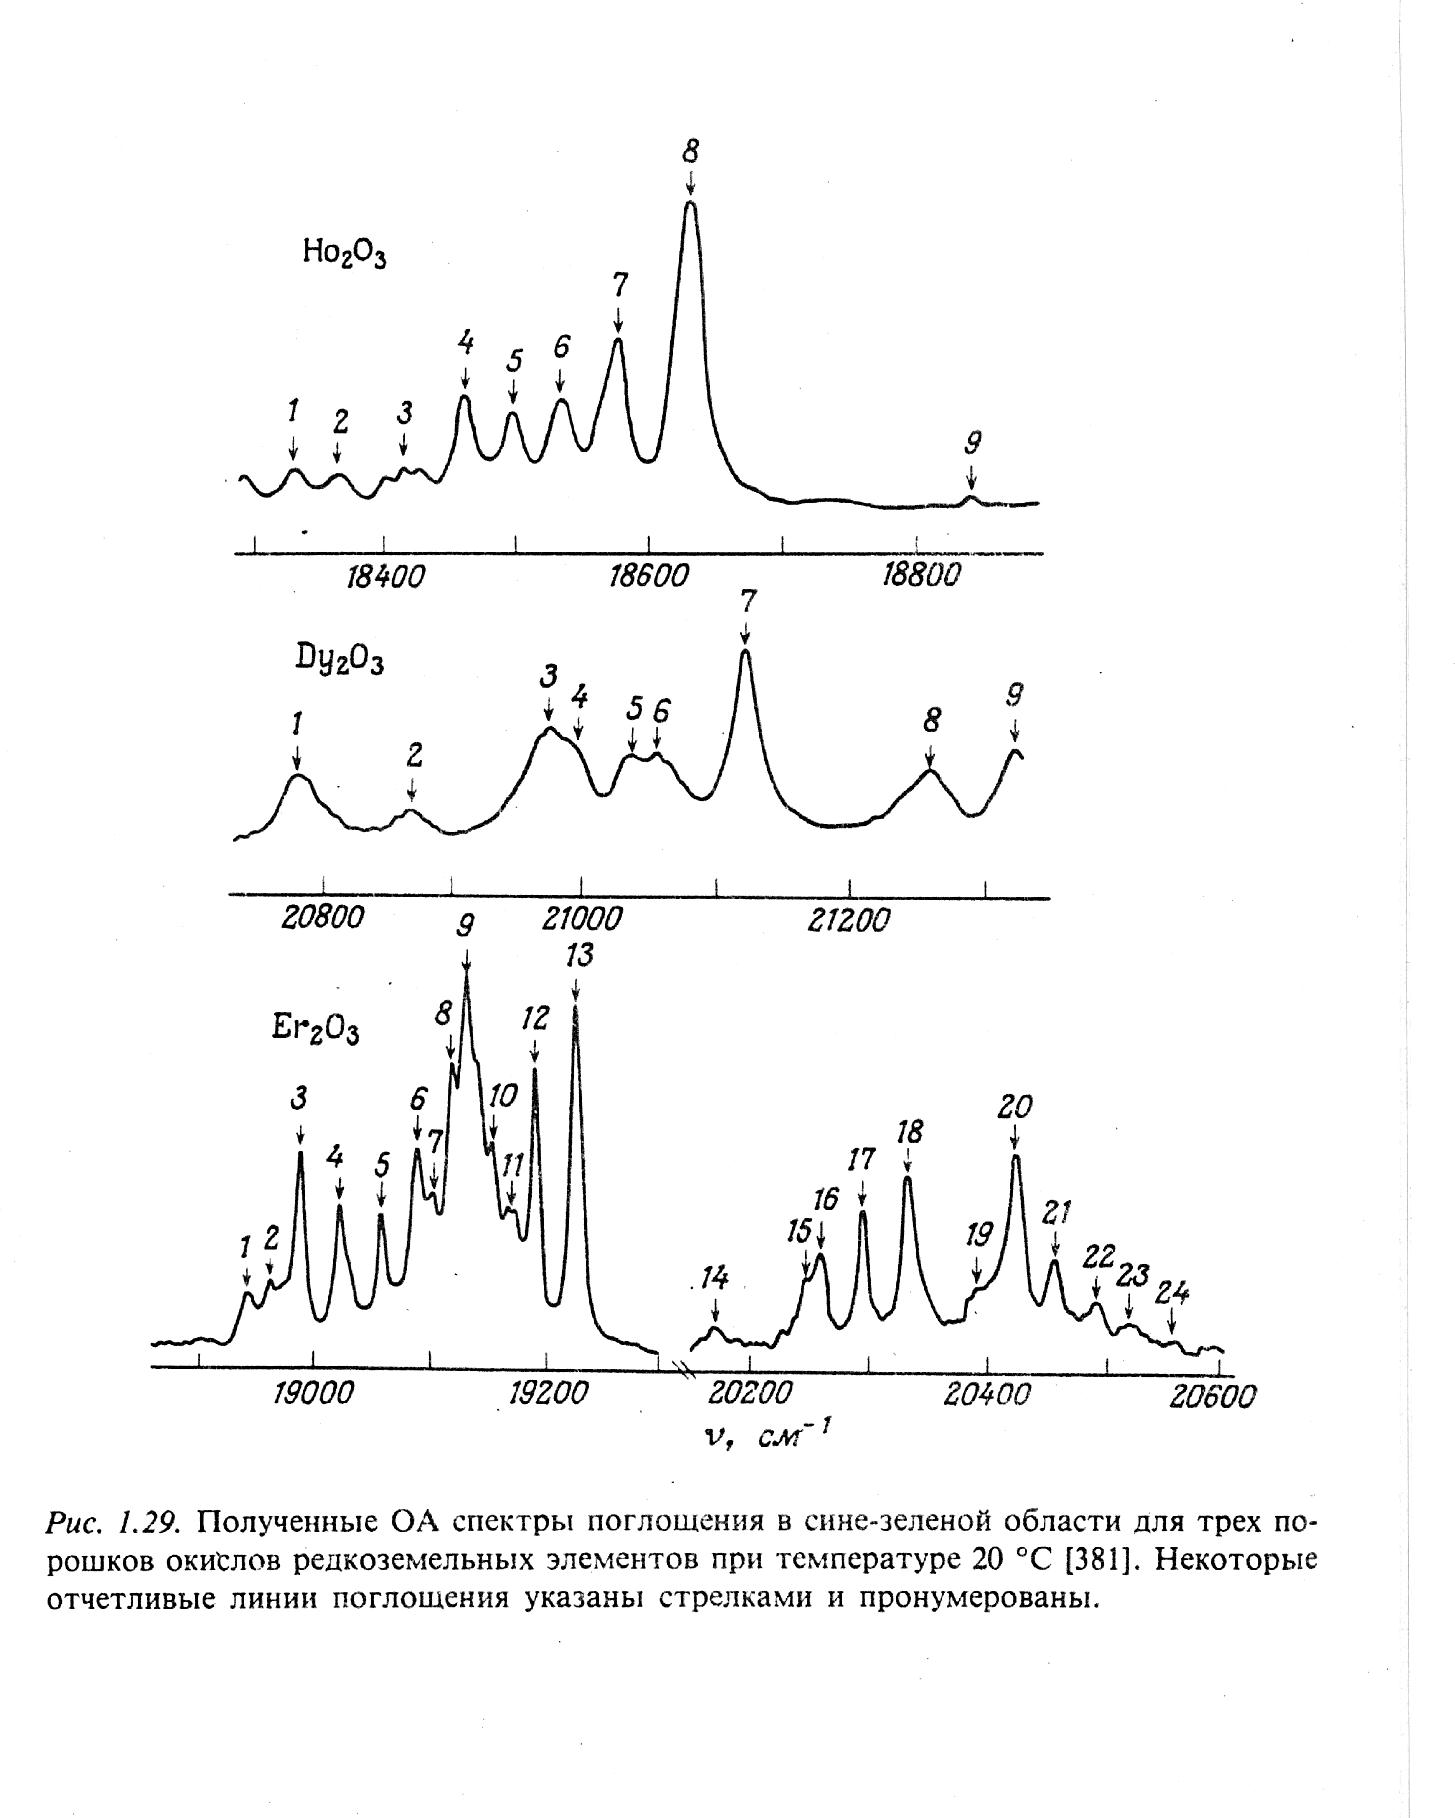 8
Ho₂O₃
7
4 5 6
1 2 3
9
18400 18600 18800
7
Dy₂O₃
3 4 5 6
9
1 2
8
20800 21000 21200
9
13
Er₂O₃
8 12
3 6 10 20
4 5 7 11 17 18
16
1 2 15 19 21
14 22 23 24
19000 19200 20200 20400 20600
ν, см⁻¹
Рис. 1.29. Полученные ОА спектры поглощения в сине-зеленой области для трех по-
рошков окислов редкоземельных элементов при температуре 20 °C [381]. Некоторые
отчетливые линии поглощения указаны стрелками и пронумерованы.